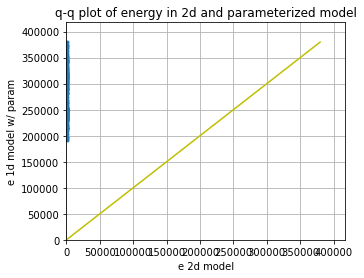 q-q plot of energy in 2d and parameterized model
400000
350000
300000
250000
200000
150000
100000
50000
0
e 1d model w/ param
0 50000 100000 150000 200000 250000 300000 350000 400000
e 2d model